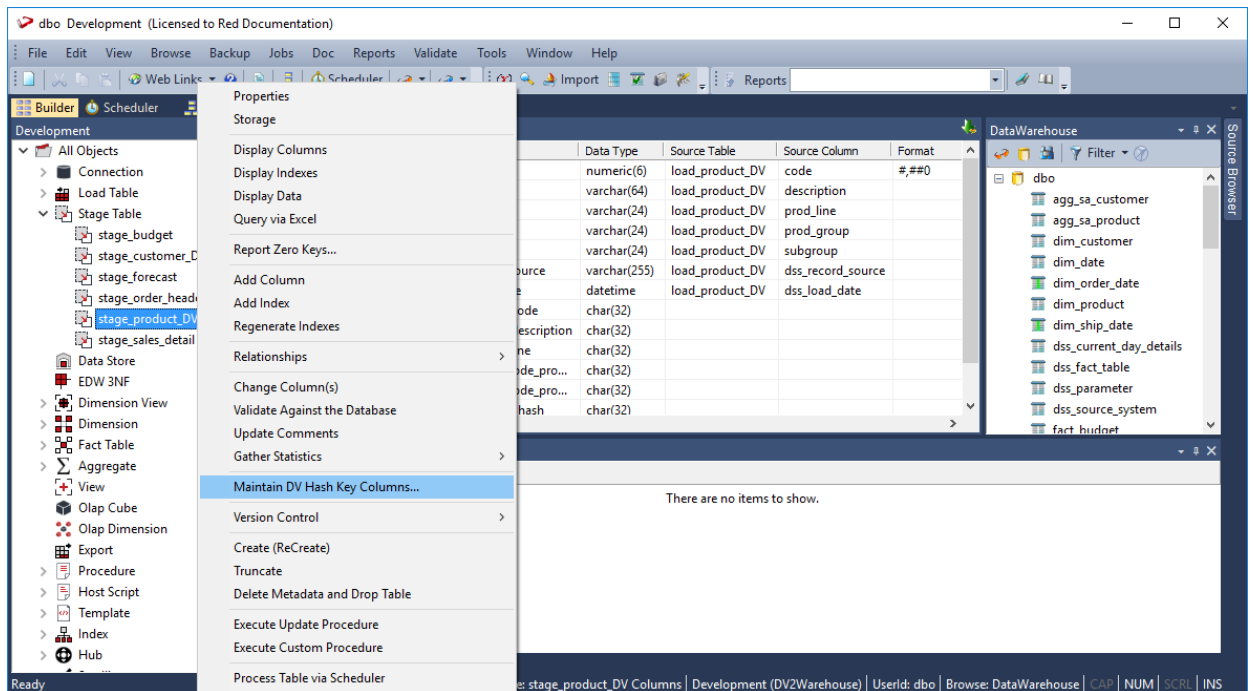 dbo Development (Licensed to Red Documentation)
File Edit View Browse Backup Jobs Doc Reports Validate Tools Window Help
Web Links Scheduler Import Reports
Builder Scheduler
Development
All Objects
Connection
Load Table
Stage Table
stage_budget
stage_customer_D
stage_forecast
stage_order_heade
stage_product_DV
stage_sales_detail
Data Store
EDW 3NF
Dimension View
Dimension
Fact Table
Aggregate
View
Olap Cube
Olap Dimension
Export
Procedure
Host Script
Template
Index
Hub
Properties
Storage
Display Columns
Display Indexes
Display Data
Query via Excel
Report Zero Keys...
Add Column
Add Index
Regenerate Indexes
Relationships
Change Column(s)
Validate Against the Database
Update Comments
Gather Statistics
Maintain DV Hash Key Columns...
Version Control
Create (ReCreate)
Truncate
Delete Metadata and Drop Table
Execute Update Procedure
Execute Custom Procedure
Process Table via Scheduler
Data Type Source Table Source Column Format
numeric(6) load_product_DV code #,##0
varchar(64) load_product_DV description
varchar(24) load_product_DV prod_line
varchar(24) load_product_DV prod_group
varchar(24) load_product_DV subgroup
ource varchar(255) load_product_DV dss_record_source
e datetime load_product_DV dss_load_date
ode char(32)
escription char(32)
ne char(32)
ode_pro... char(32)
ode_pro... char(32)
hash char(32)
There are no items to show.
DataWarehouse
Filter
dbo
agg_sa_customer
agg_sa_product
dim_customer
dim_date
dim_order_date
dim_product
dim_ship_date
dss_current_day_details
dss_fact_table
dss_parameter
dss_source_system
fact_budget
Source Browser
Ready
e: stage_product_DV Columns Development (DV2Warehouse) UserId: dbo Browse: DataWarehouse CAP NUM SCRL INS